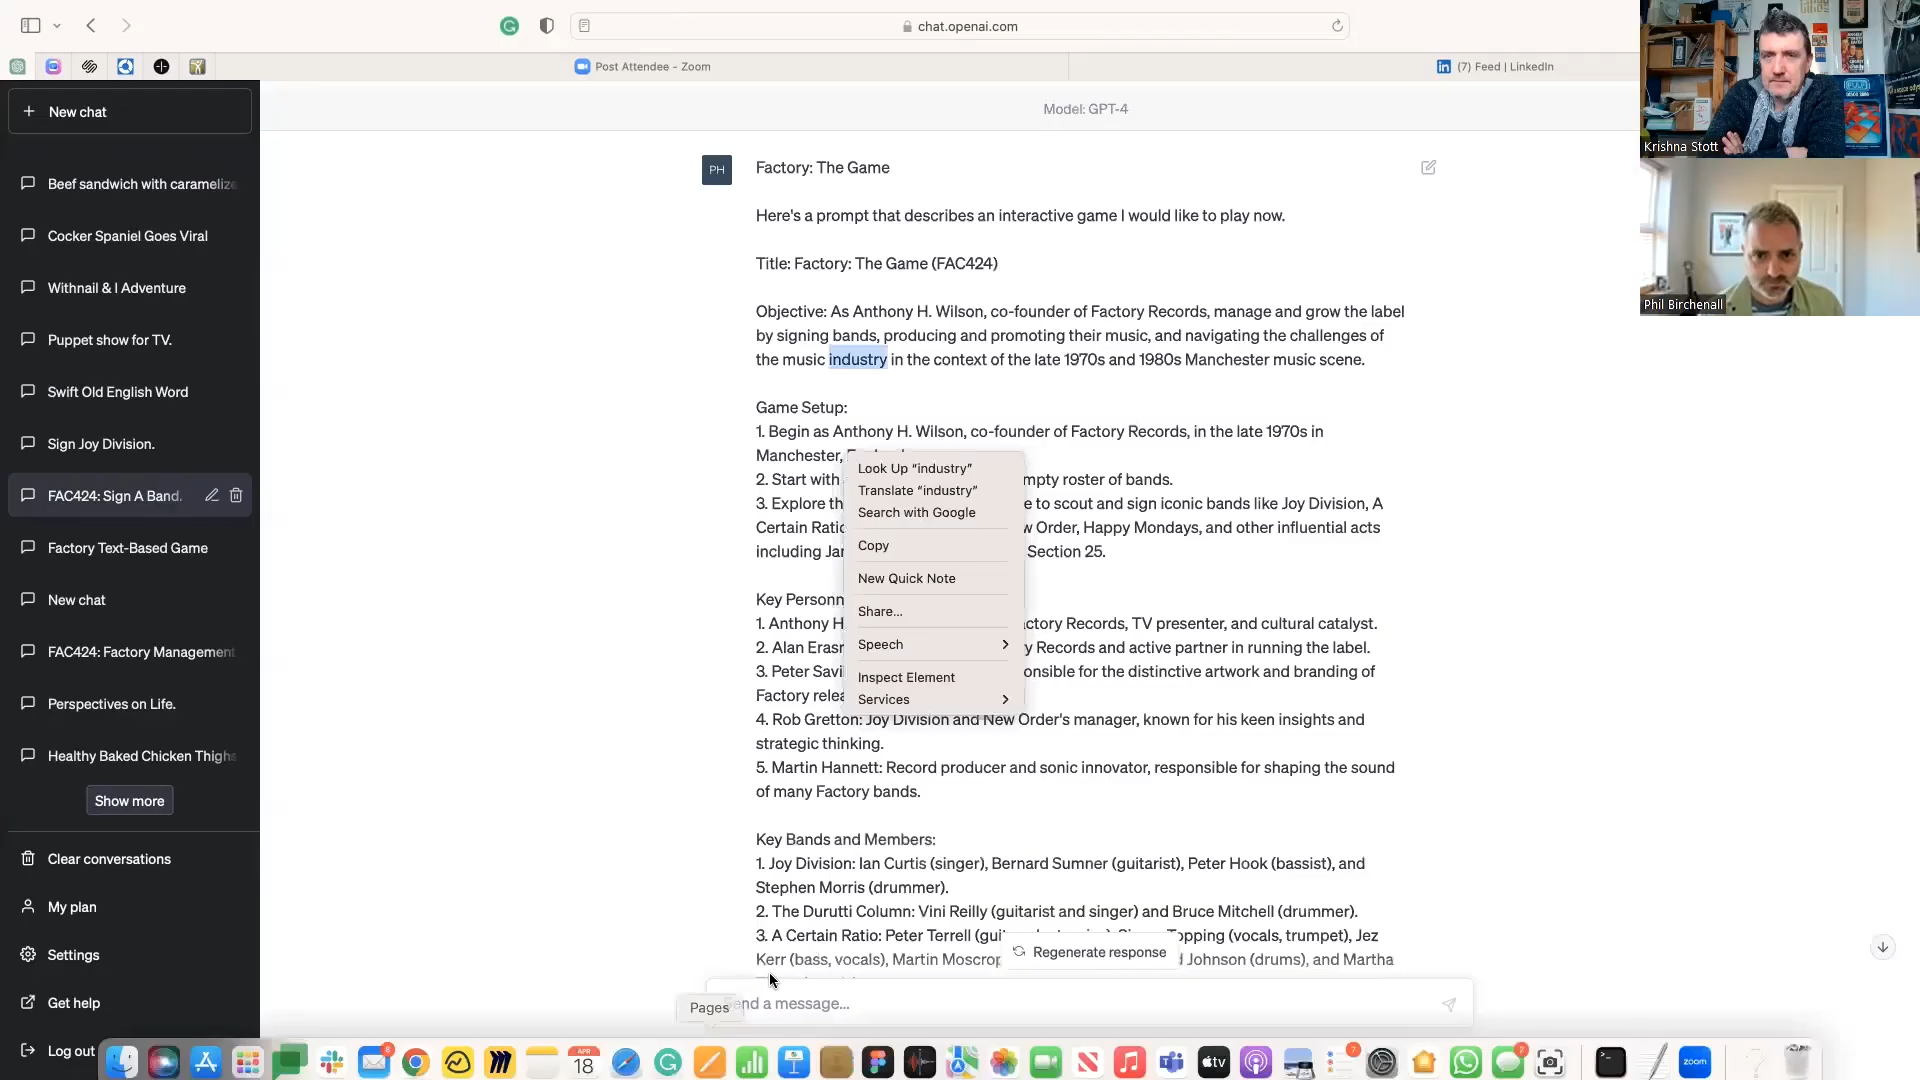 chat.openai.com
Post Attendee - Zoom
(7) Feed | LinkedIn
New chat
Beef sandwich with carameliz
Cocker Spaniel Goes Viral
Withnail & I Adventure
Puppet show for TV.
Swift Old English Word
Sign Joy Division.
FAC424: Sign A Band.
Factory Text-Based Game
New chat
FAC424: Factory Management
Perspectives on Life.
Healthy Baked Chicken Thighs
Show more
Clear conversations
My plan
Settings
Get help
Log out
Model: GPT-4
PH
Factory: The Game
Here's a prompt that describes an interactive game I would like to play now.
Title: Factory: The Game (FAC424)
Objective: As Anthony H. Wilson, co-founder of Factory Records, manage and grow the label
by signing bands, producing and promoting their music, and navigating the challenges of
the music industry in the context of the late 1970s and 1980s Manchester music scene.
Game Setup:
1. Begin as Anthony H. Wilson, co-founder of Factory Records, in the late 1970s in
Manchester,
2. Start with mpty roster of bands.
3. Explore th e to scout and sign iconic bands like Joy Division, A
Certain Ratio w Order, Happy Mondays, and other influential acts
including Jam Section 25.
Key Personn
1. Anthony H actory Records, TV presenter, and cultural catalyst.
2. Alan Erasm y Records and active partner in running the label.
3. Peter Savil onsible for the distinctive artwork and branding of
Factory relea
4. Rob Gretton: Joy Division and New Order's manager, known for his keen insights and
strategic thinking.
5. Martin Hannett: Record producer and sonic innovator, responsible for shaping the sound
of many Factory bands.
Key Bands and Members:
1. Joy Division: Ian Curtis (singer), Bernard Sumner (guitarist), Peter Hook (bassist), and
Stephen Morris (drummer).
2. The Durutti Column: Vini Reilly (guitarist and singer) and Bruce Mitchell (drummer).
3. A Certain Ratio: Peter Terrell (gui Topping (vocals, trumpet), Jez
Kerr (bass, vocals), Martin Moscrop d Johnson (drums), and Martha
Look Up “industry”
Translate “industry”
Search with Google
Copy
New Quick Note
Share...
Speech
Inspect Element
Services
Regenerate response
Send a message...
Pages
Krishna Stott
Phil Birchenall
8
APR
18
7
7
tv
zoom